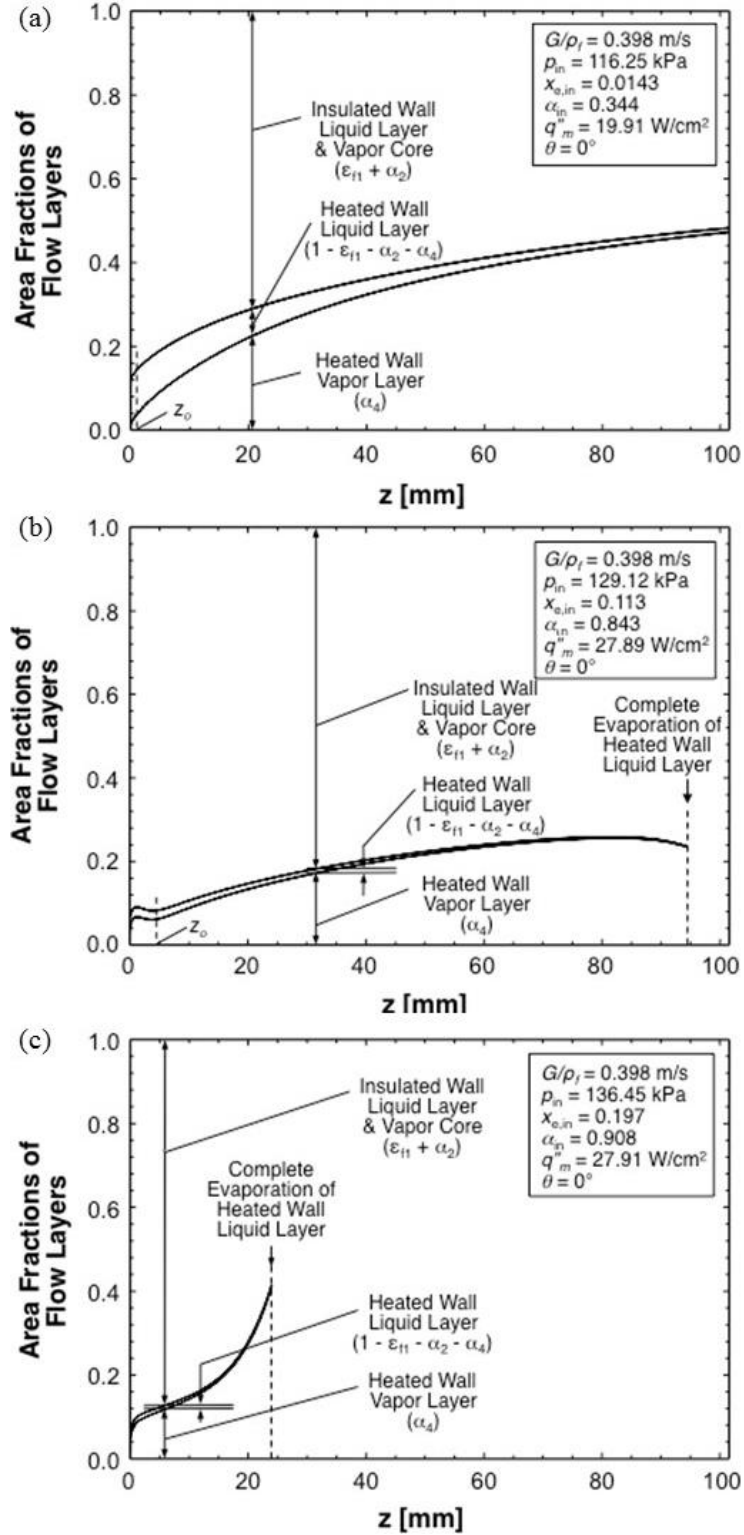 (a)
1.0
0.8
0.6
0.4
0.2
0.0
Area Fractions of
Flow Layers
G/ρf = 0.398 m/s
pin = 116.25 kPa
xe,in = 0.0143
αin = 0.344
q"m = 19.91 W/cm²
θ = 0°
Insulated Wall
Liquid Layer
& Vapor Core
(εf1 + α2)
Heated Wall
Liquid Layer
(1 - εf1 - α2 - α4)
Heated Wall
Vapor Layer
(α4)
zo
0 20 40 60 80 100
z [mm]
(b)
1.0
0.8
0.6
0.4
0.2
0.0
Area Fractions of
Flow Layers
G/ρf = 0.398 m/s
pin = 129.12 kPa
xe,in = 0.113
αin = 0.843
q"m = 27.89 W/cm²
θ = 0°
Insulated Wall
Liquid Layer
& Vapor Core
(εf1 + α2)
Complete
Evaporation of
Heated Wall
Liquid Layer
Heated Wall
Liquid Layer
(1 - εf1 - α2 - α4)
Heated Wall
Vapor Layer
(α4)
zo
0 20 40 60 80 100
z [mm]
(c)
1.0
0.8
0.6
0.4
0.2
0.0
Area Fractions of
Flow Layers
G/ρf = 0.398 m/s
pin = 136.45 kPa
xe,in = 0.197
αin = 0.908
q"m = 27.91 W/cm²
θ = 0°
Insulated Wall
Liquid Layer
& Vapor Core
(εf1 + α2)
Complete
Evaporation of
Heated Wall
Liquid Layer
Heated Wall
Liquid Layer
(1 - εf1 - α2 - α4)
Heated Wall
Vapor Layer
(α4)
0 20 40 60 80 100
z [mm]